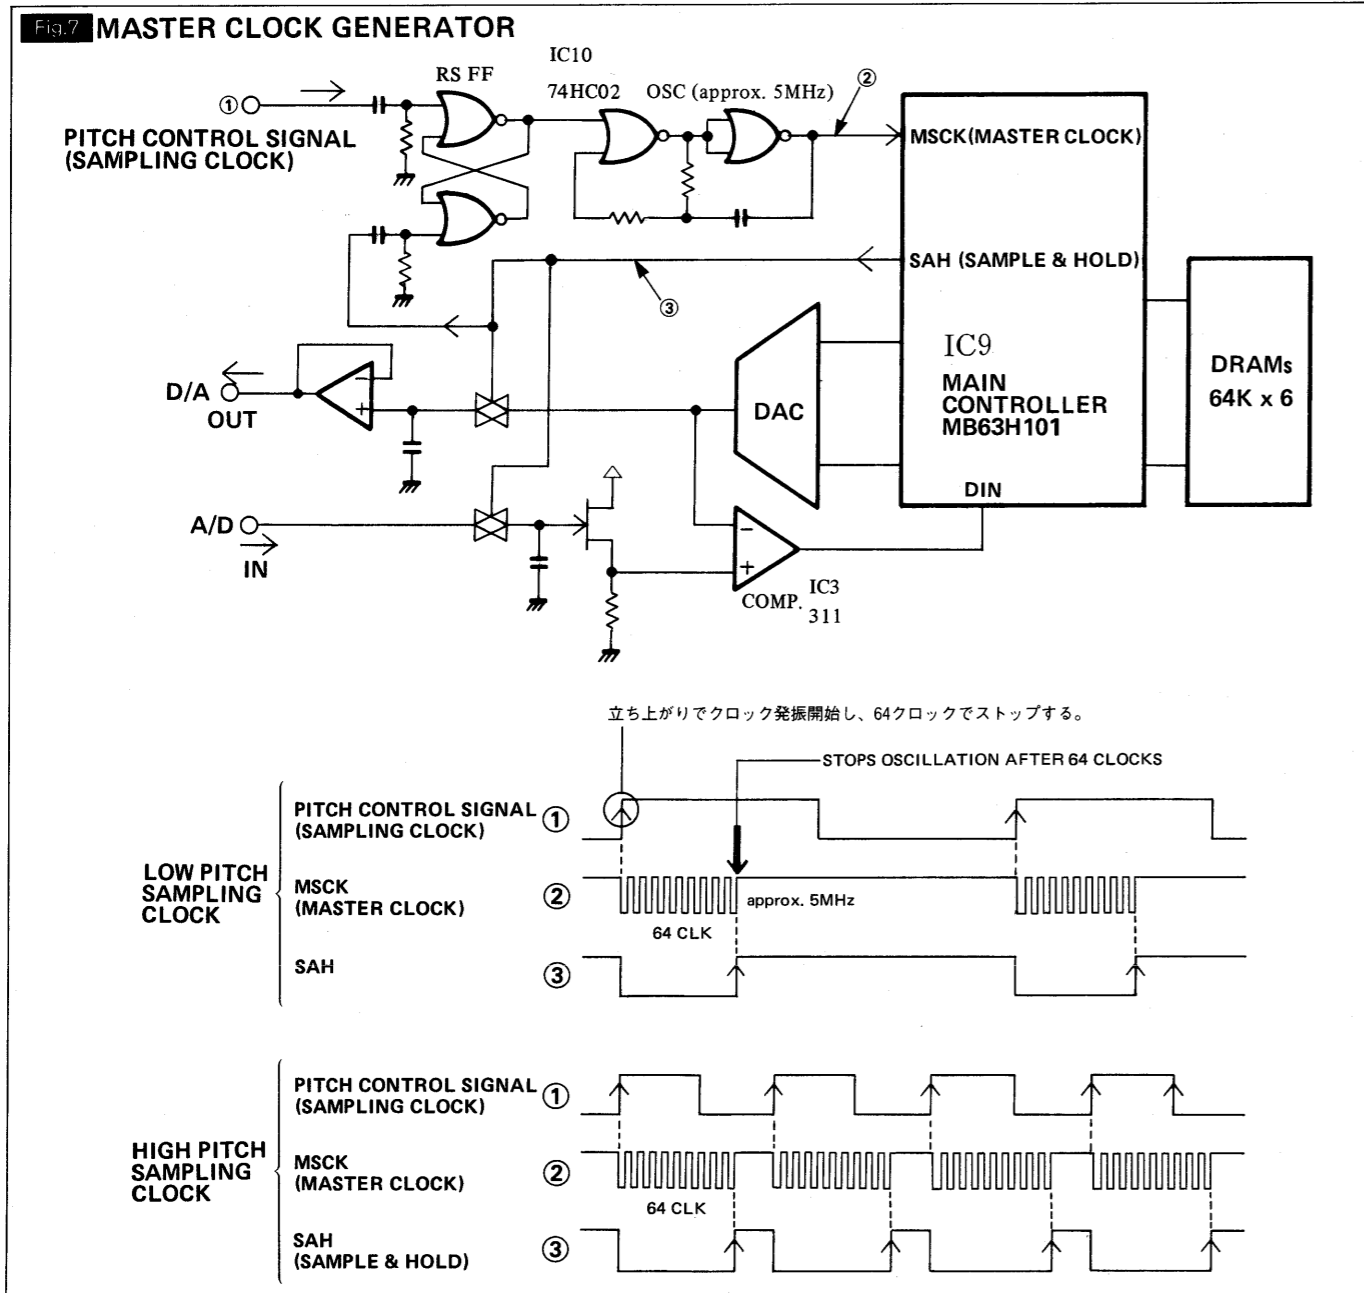 Fig.7 MASTER CLOCK GENERATOR
IC10
RS FF
74HC02
OSC (approx. 5MHz)
②
①
PITCH CONTROL SIGNAL
(SAMPLING CLOCK)
MSCK(MASTER CLOCK)
SAH (SAMPLE & HOLD)
③
IC9
MAIN
CONTROLLER
MB63H101
DRAMs
64K x 6
D/A
OUT
DAC
DIN
A/D
IN
−
+
−
+
COMP.
IC3
311
立ち上がりでクロック発振開始し、64クロックでストップする。
STOPS OSCILLATION AFTER 64 CLOCKS
LOW PITCH
SAMPLING
CLOCK
PITCH CONTROL SIGNAL
(SAMPLING CLOCK)
①
MSCK
(MASTER CLOCK)
②
approx. 5MHz
64 CLK
SAH
③
HIGH PITCH
SAMPLING
CLOCK
PITCH CONTROL SIGNAL
(SAMPLING CLOCK)
①
MSCK
(MASTER CLOCK)
②
64 CLK
SAH
(SAMPLE & HOLD)
③